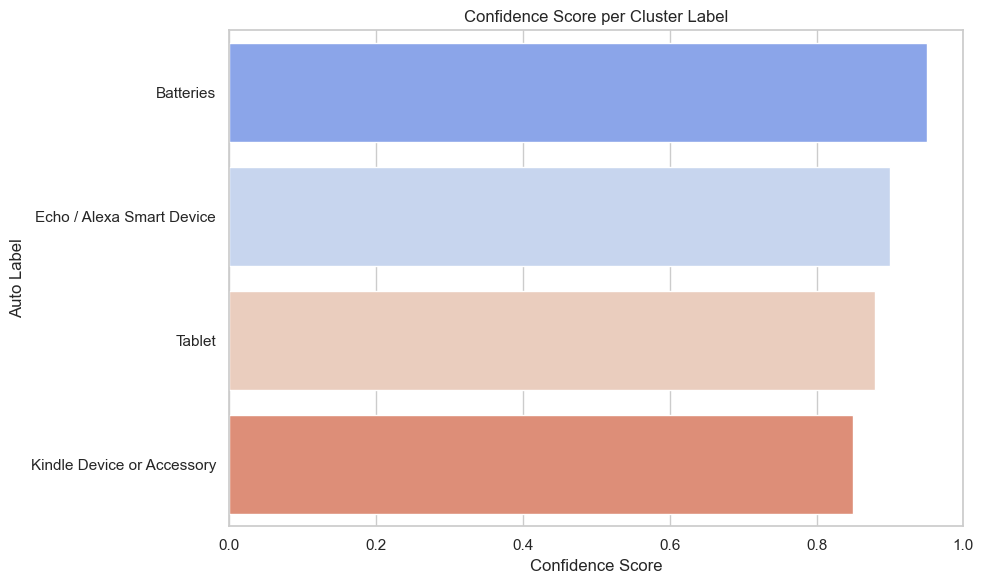 Confidence Score per Cluster Label
Auto Label
Batteries
Echo / Alexa Smart Device
Tablet
Kindle Device or Accessory
0.0 0.2 0.4 0.6 0.8 1.0
Confidence Score